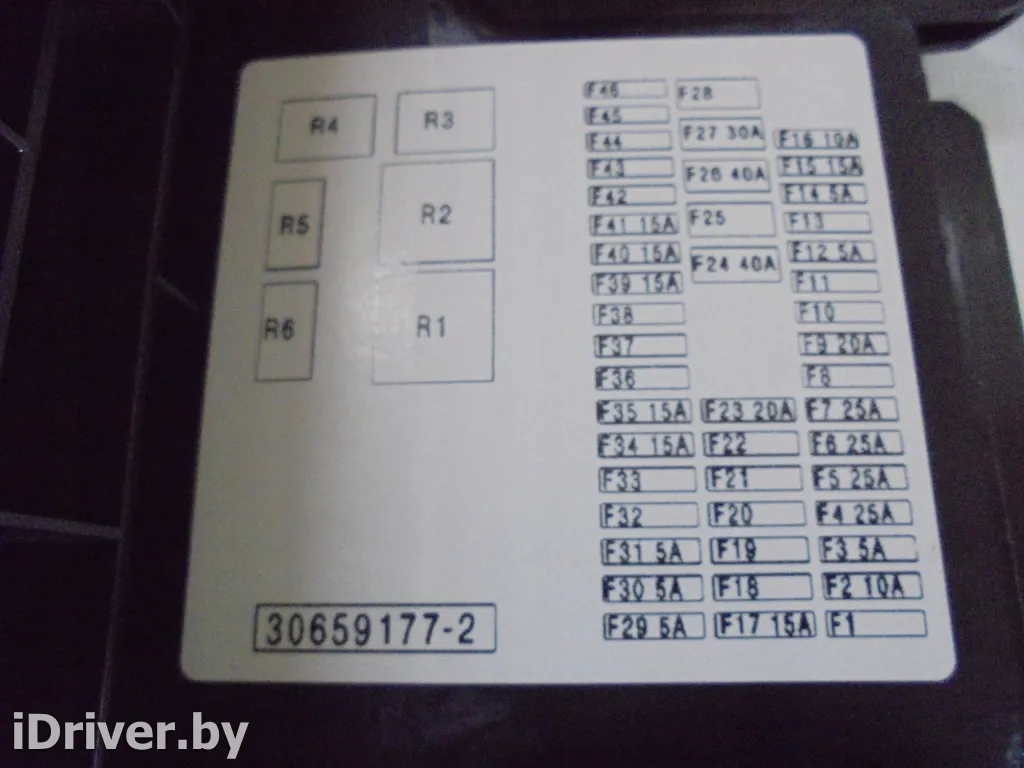 R4
R3
R5
R2
R6
R1
30659177-2
F46
F45
F44
F43
F42
F41 15A
F40 15A
F39 15A
F38
F37
F36
F35 15A
F34 15A
F33
F32
F31 5A
F30 5A
F29 5A
F28
F27 30A
F26 40A
F25
F24 40A
F23 20A
F22
F21
F20
F19
F18
F17 15A
F16 10A
F15 15A
F14 5A
F13
F12 5A
F11
F10
F9 20A
F8
F7 25A
F6 25A
F5 25A
F4 25A
F3 5A
F2 10A
F1
iDriver.by